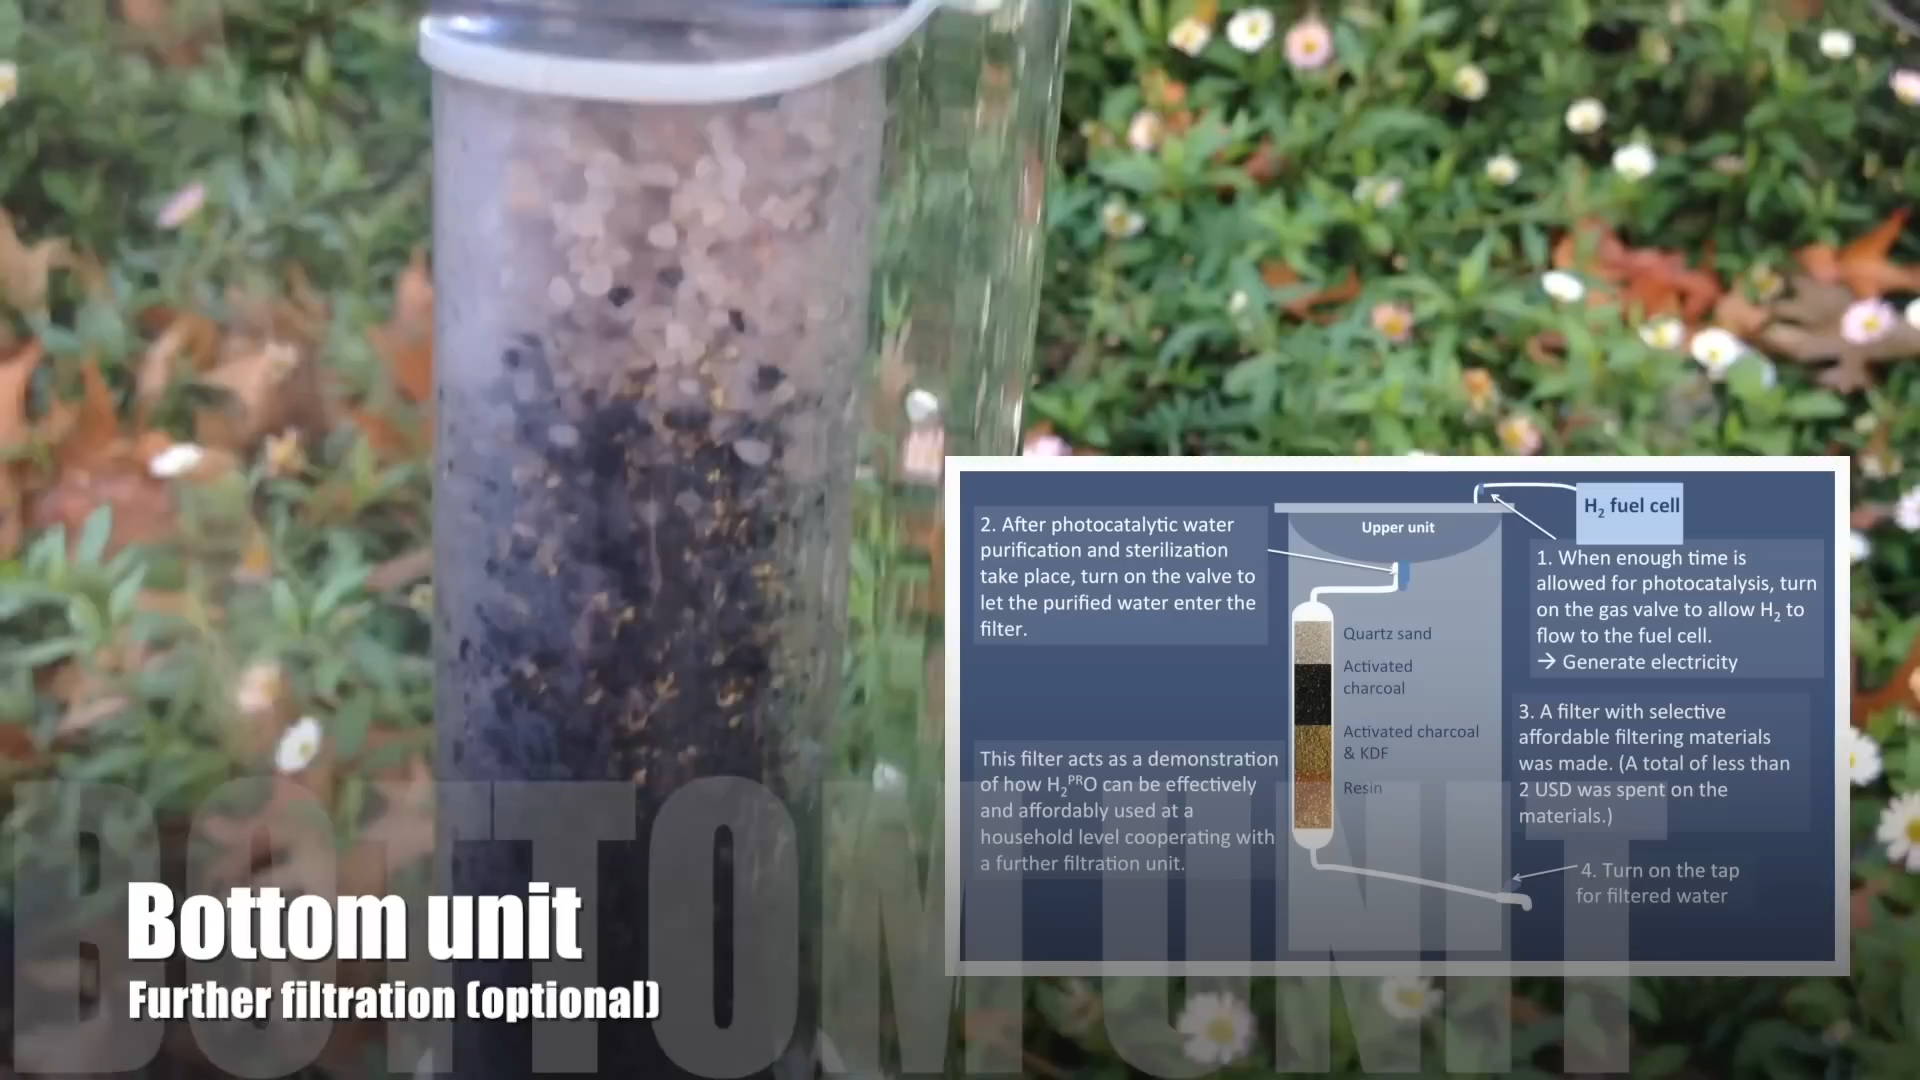 H₂ fuel cell
Upper unit
2. After photocatalytic water
purification and sterilization
take place, turn on the valve to
let the purified water enter the
filter.
1. When enough time is
allowed for photocatalysis, turn
on the gas valve to allow H₂ to
flow to the fuel cell.
→ Generate electricity
Quartz sand
Activated
charcoal
Activated charcoal
& KDF
Resin
3. A filter with selective
affordable filtering materials
was made. (A total of less than
2 USD was spent on the
materials.)
This filter acts as a demonstration
of how H₂ᴾᴿO can be effectively
and affordably used at a
household level cooperating with
a further filtration unit.
4. Turn on the tap
for filtered water
BOTTOM UNIT
Bottom unit
Further filtration (optional)